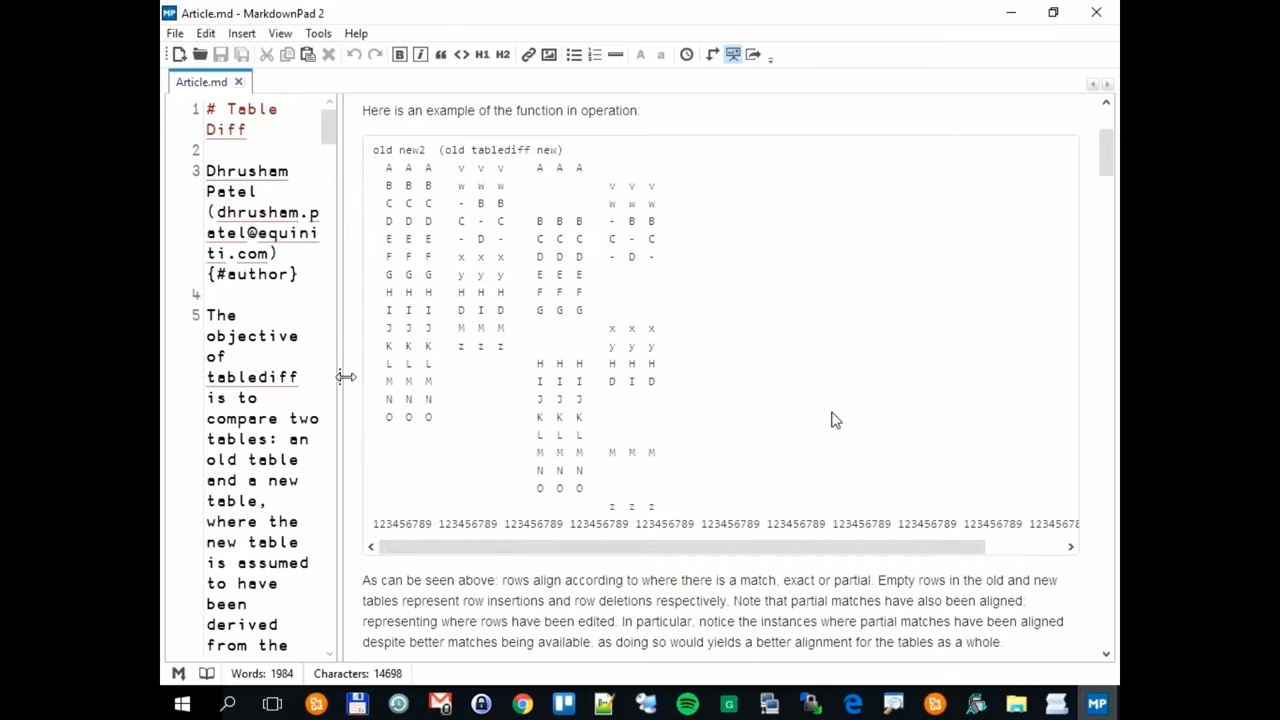 Article.md - MarkdownPad 2
File Edit Insert View Tools Help
B I “ <> H1 H2 A a
Article.md
1 # Table
Diff
2
3 Dhrusham
Patel
(dhrusham.p
atel@equini
ti.com)
{#author}
4
5 The
objective
of
tablediff
is to
compare two
tables: an
old table
and a new
table,
where the
new table
is assumed
to have
been
derived
from the
Here is an example of the function in operation:
old new2 (old tablediff new)
A A A v v v A A A
B B B w w w v v v
C C C - B B w w w
D D D C - C B B B - B B
E E E - D - C C C C - C
F F F x x x D D D - D -
G G G y y y E E E
H H H H H H F F F
I I I D I D G G G
J J J M M M x x x
K K K z z z y y y
L L L H H H H H H
M M M I I I D I D
N N N J J J
O O O K K K
L L L
M M M M M M
N N N
O O O
z z z
123456789 123456789 123456789 123456789 123456789 123456789 123456789 123456789 123456789 123456789 12345678
As can be seen above: rows align according to where there is a match, exact or partial. Empty rows in the old and new
tables represent row insertions and row deletions respectively. Note that partial matches have also been aligned;
representing where rows have been edited. In particular, notice the instances where partial matches have been aligned
despite better matches being available, as doing so would yields a better alignment for the tables as a whole.
Words: 1984 Characters: 14698
MP